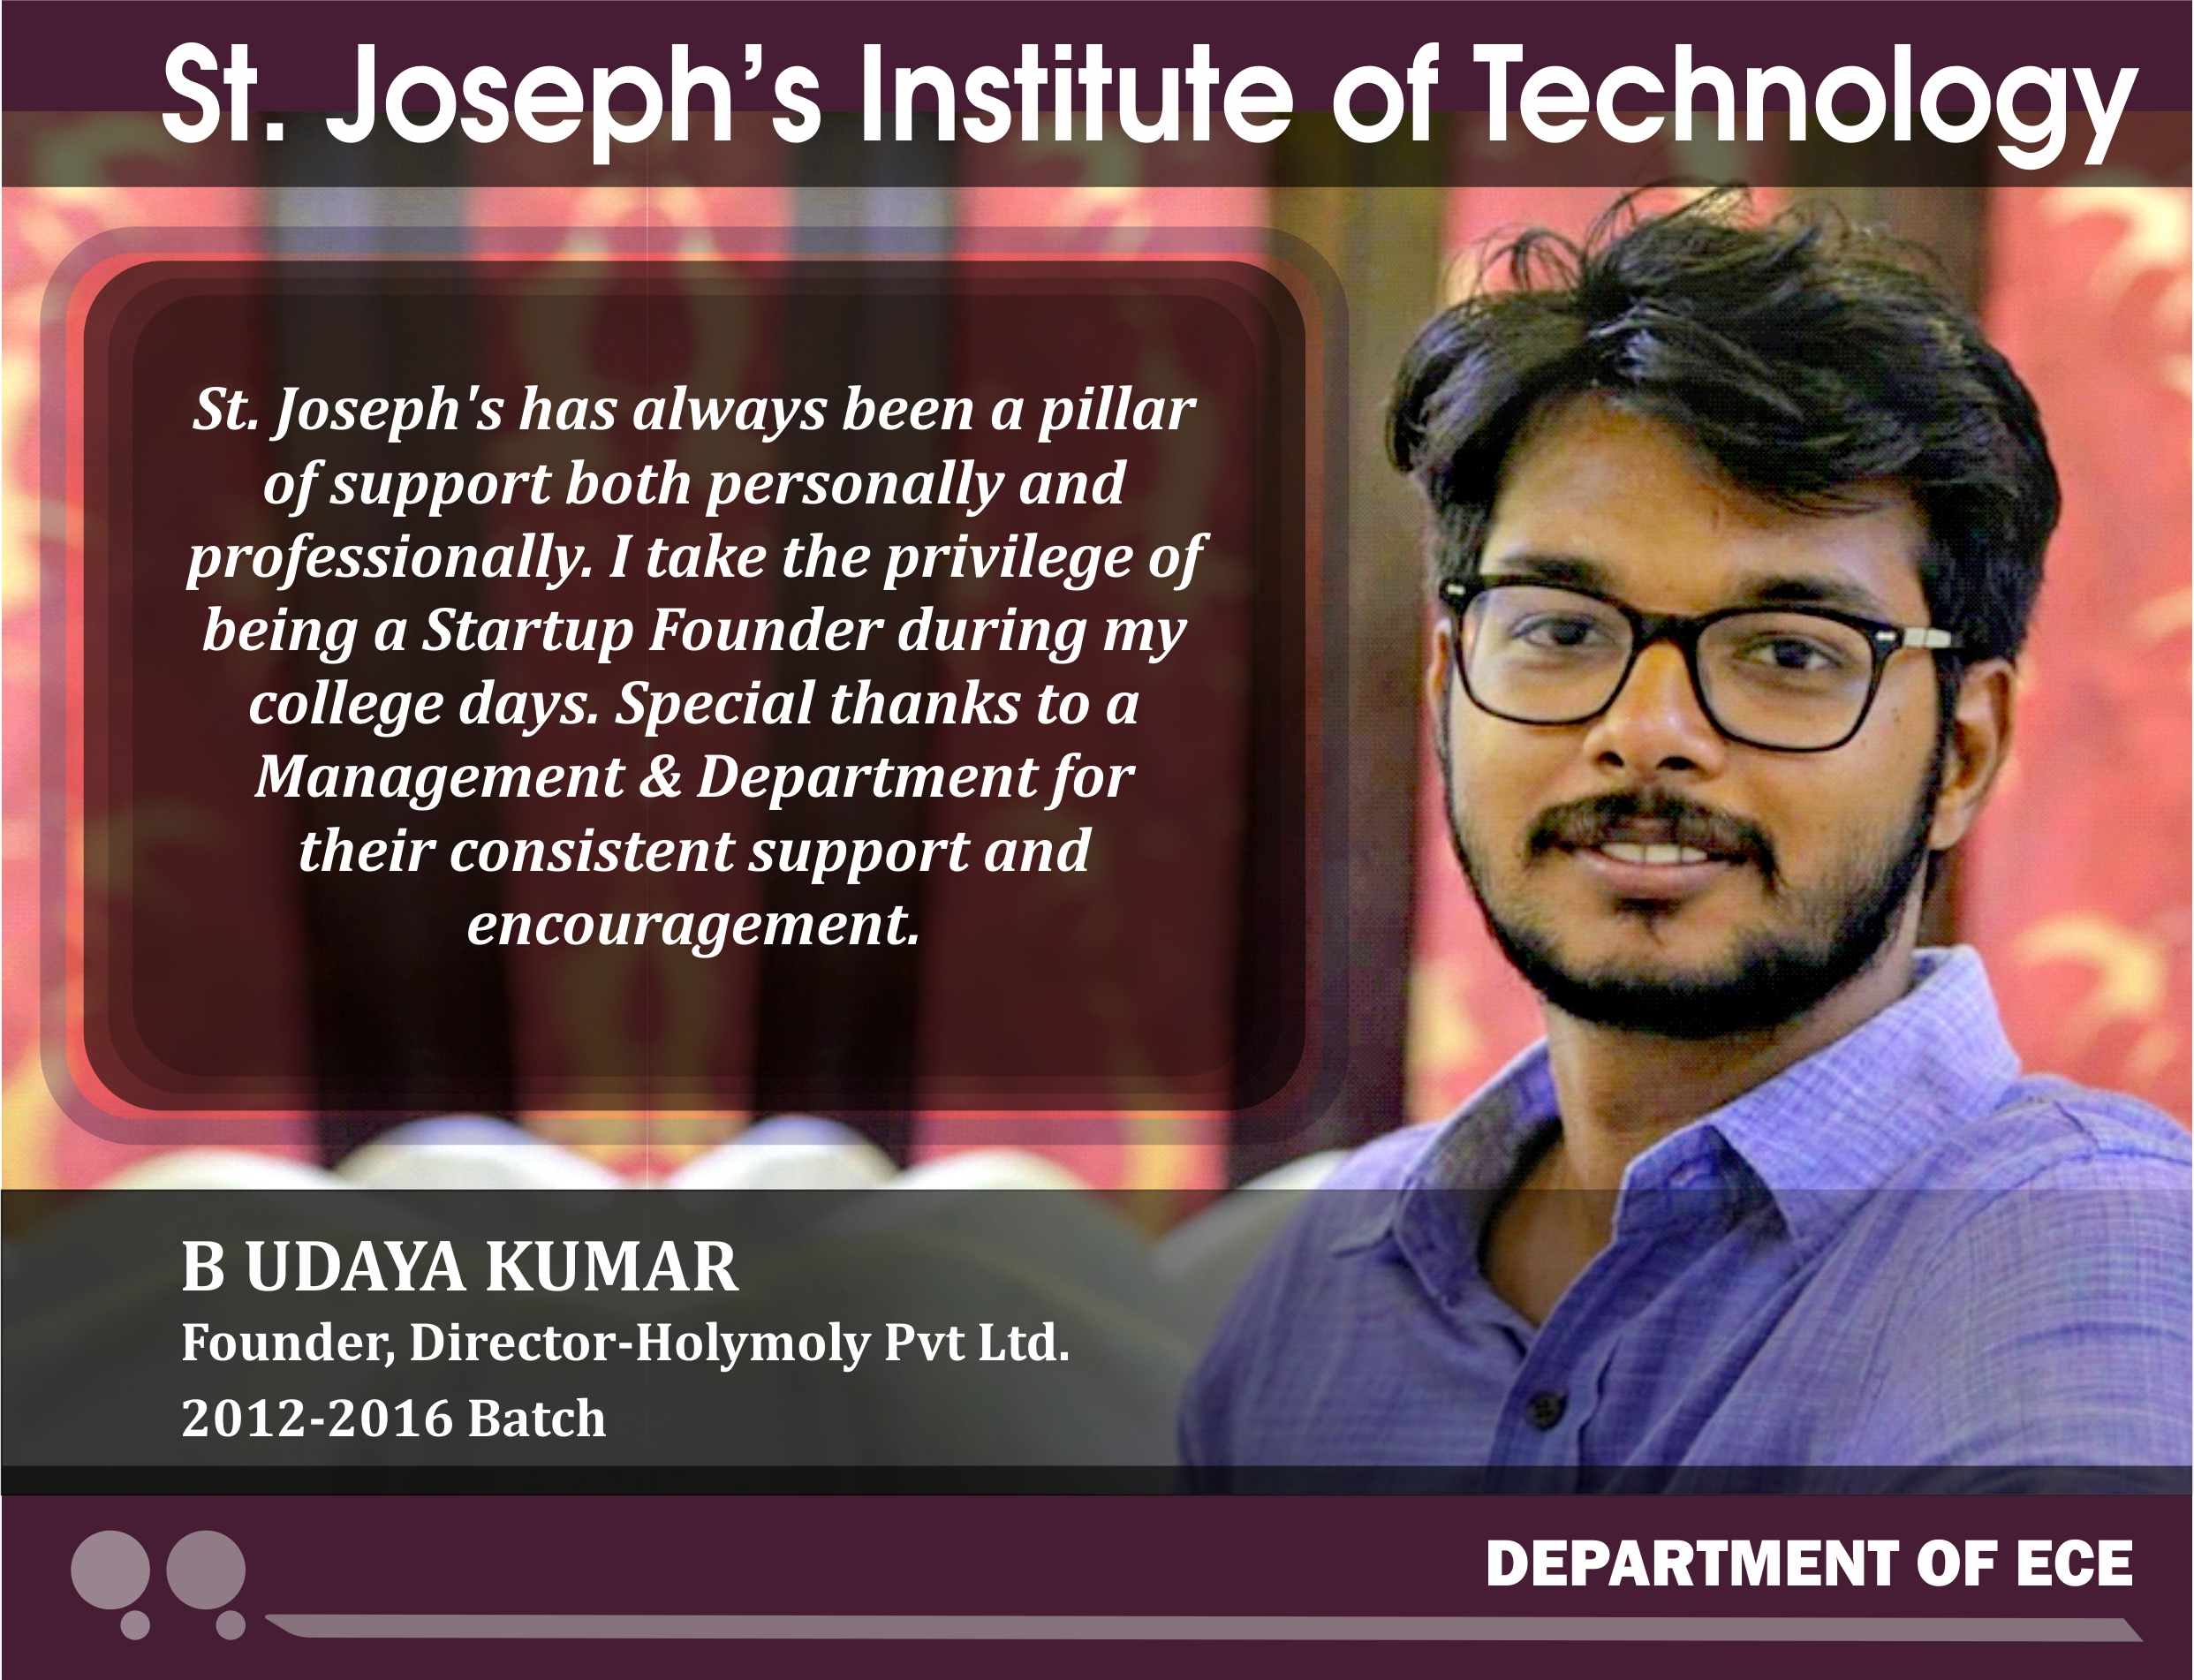 St. Joseph’s Institute of Technology
St. Joseph's has always been a pillar
of support both personally and
professionally. I take the privilege of
being a Startup Founder during my
college days. Special thanks to a
Management & Department for
their consistent support and
encouragement.
B UDAYA KUMAR
Founder, Director-Holymoly Pvt Ltd.
2012-2016 Batch
DEPARTMENT OF ECE